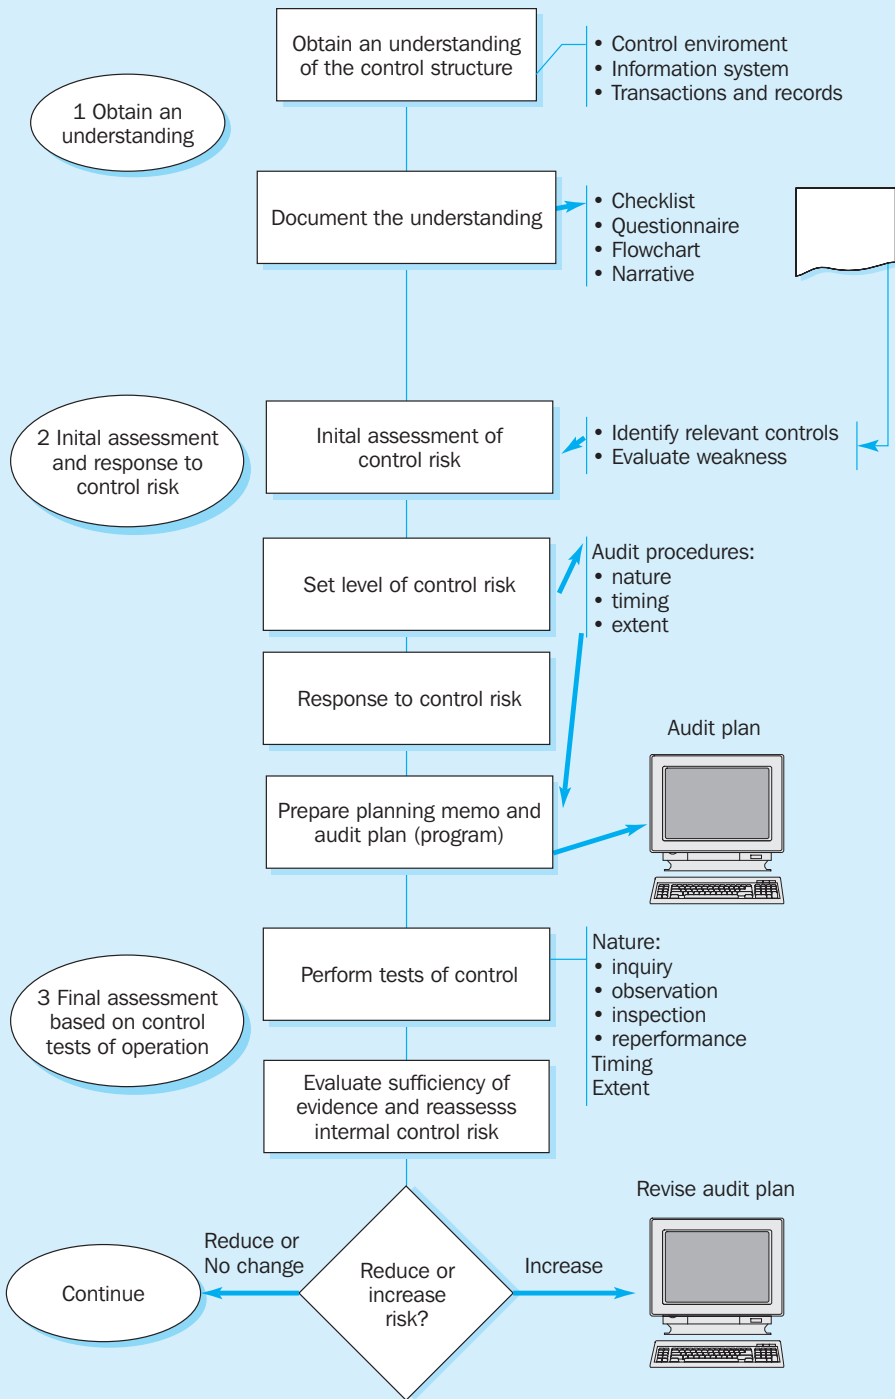 Obtain an understanding
of the control structure
• Control enviroment
• Information system
• Transactions and records
1 Obtain an
understanding
Document the understanding
• Checklist
• Questionnaire
• Flowchart
• Narrative
2 Inital assessment
and response to
control risk
Inital assessment of
control risk
• Identify relevant controls
• Evaluate weakness
Set level of control risk
Audit procedures:
• nature
• timing
• extent
Response to control risk
Audit plan
Prepare planning memo and
audit plan (program)
3 Final assessment
based on control
tests of operation
Perform tests of control
Nature:
• inquiry
• observation
• inspection
• reperformance
Timing
Extent
Evaluate sufficiency of
evidence and reassesss
intermal control risk
Revise audit plan
Continue
Reduce or
No change
Reduce or
increase
risk?
Increase